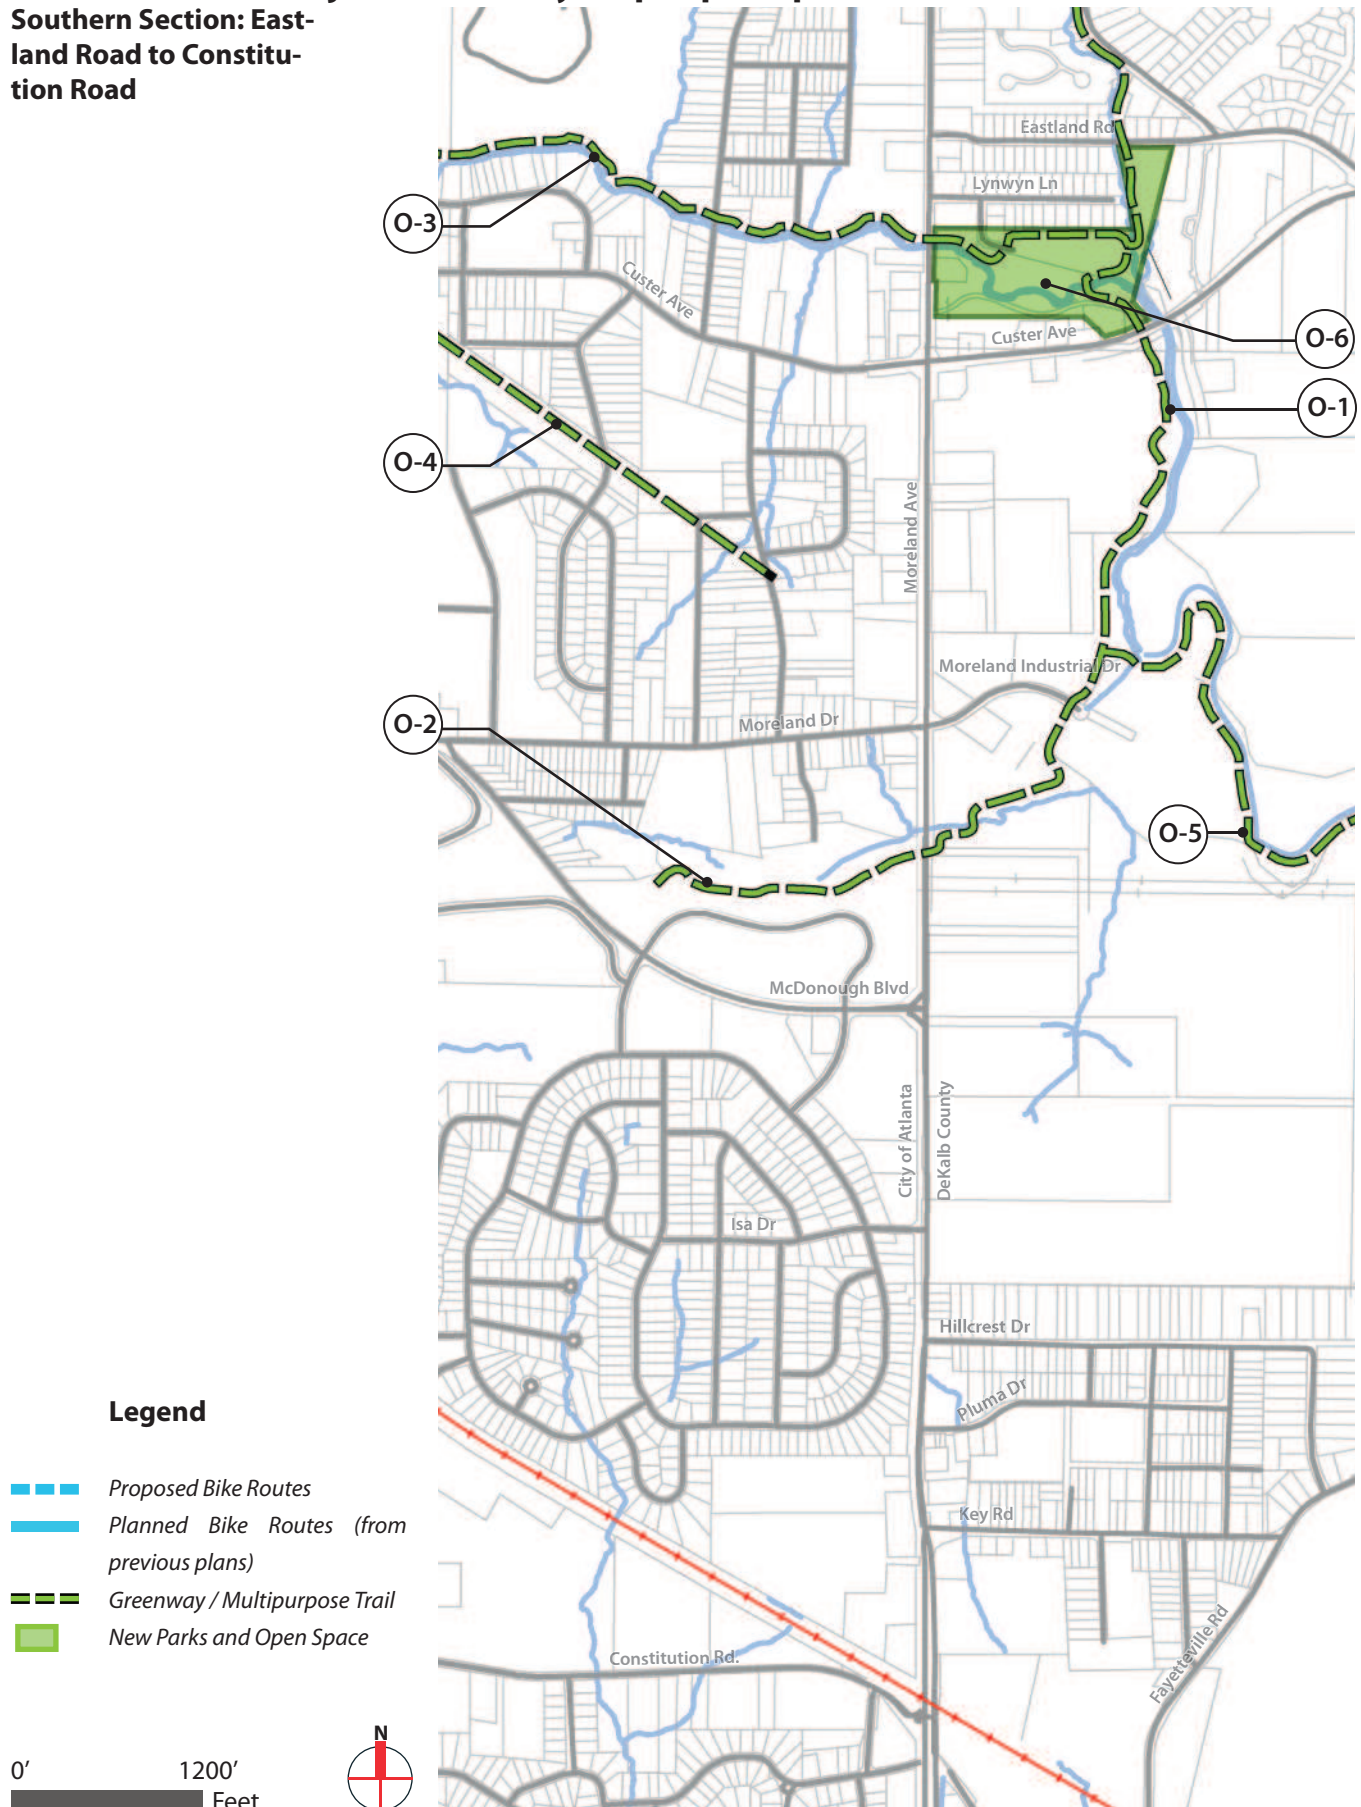 Southern Section: East-
land Road to Constitu-
tion Road
Eastland Rd
Lynwyn Ln
O-3
Custer Ave
Custer Ave
O-6
O-1
O-4
Moreland Ave
Moreland Industrial Dr
O-2
Moreland Dr
O-5
McDonough Blvd
City of Atlanta
DeKalb County
Isa Dr
Hillcrest Dr
Pluma Dr
Key Rd
Fayetteville Rd
Constitution Rd.
Legend
Proposed Bike Routes
Planned Bike Routes (from
previous plans)
Greenway / Multipurpose Trail
New Parks and Open Space
N
0' 1200'
Feet